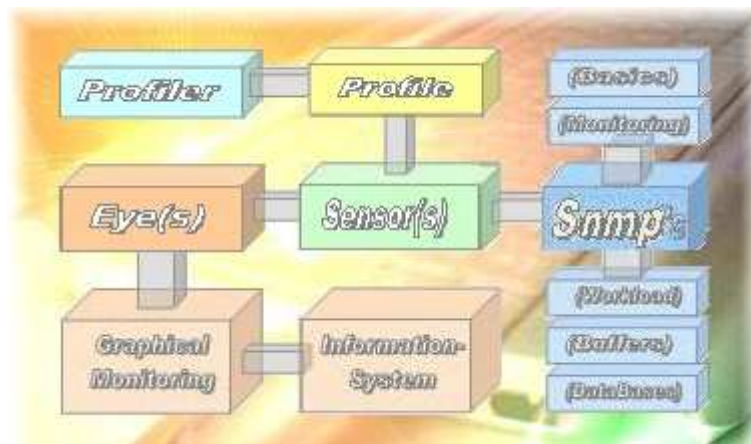 Profiler
Profile
(Basics)
(Monitoring)
Eye(s)
Sensor(s)
Snmp's
(Workload)
Graphical
Monitoring
Information-
System
(Buffers)
(DataBases)